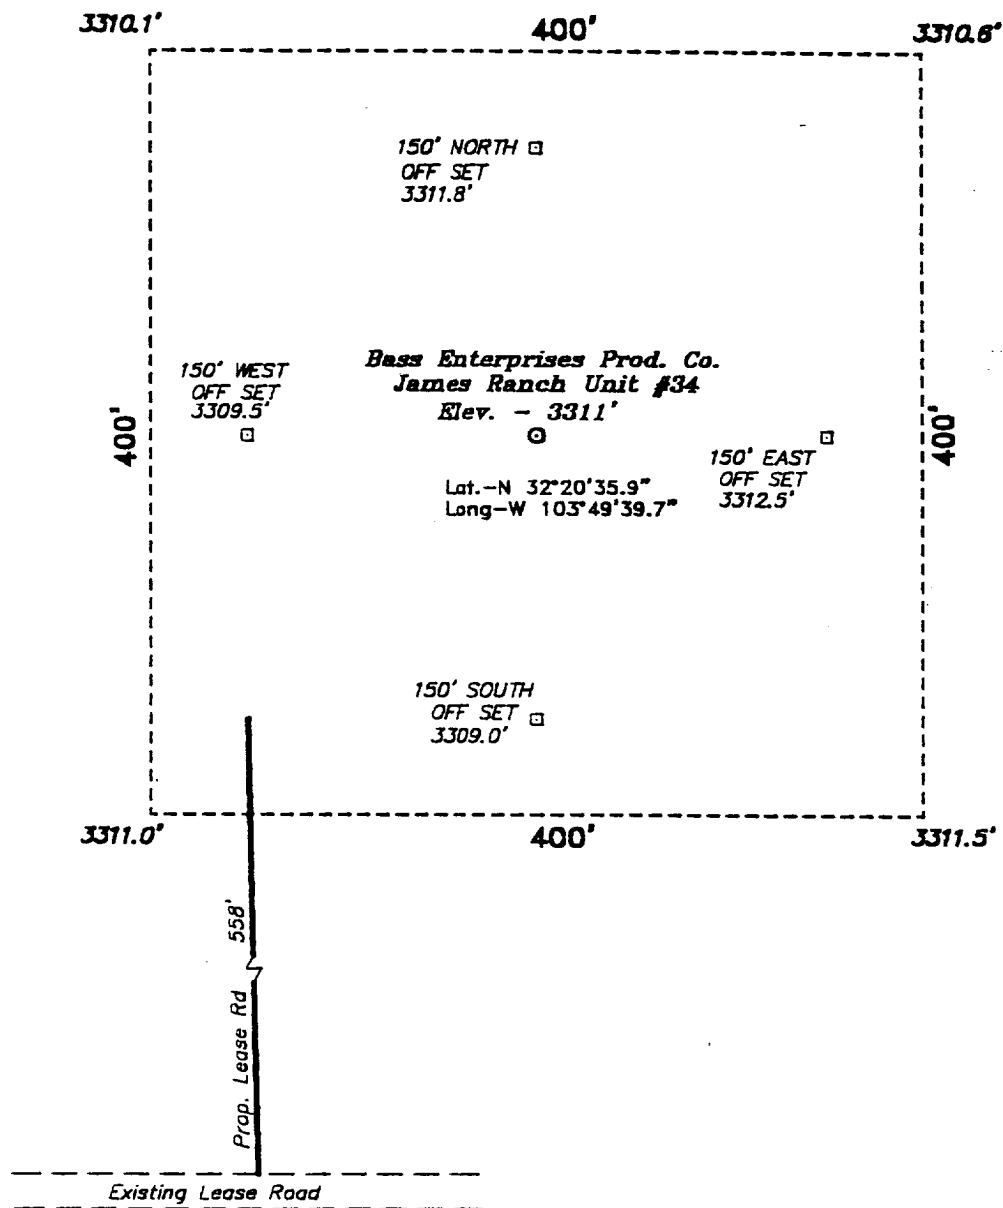 3310.1'
400'
3310.6'
150' NORTH
OFF SET
3311.8'
150' WEST
OFF SET
3309.5'
Bass Enterprises Prod. Co.
James Ranch Unit #34
Elev. - 3311'
400'
400'
150' EAST
OFF SET
3312.5'
Lat.-N 32°20'35.9"
Long-W 103°49'39.7"
150' SOUTH
OFF SET
3309.0'
3311.0'
400'
3311.5'
558'
Prop. Lease Rd
Existing Lease Road